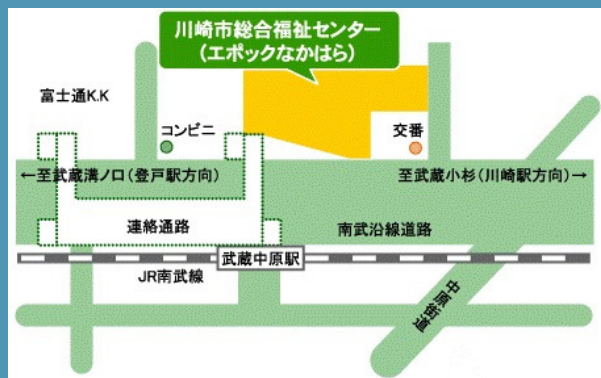 川崎市総合福祉センター
(エポックなかはら)
富士通K.K
コンビニ
交番
←至武蔵溝ノ口(登戸駅方向)
至武蔵小杉(川崎駅方向)→
連絡通路
南武沿線道路
武蔵中原駅
JR南武線
中原街道